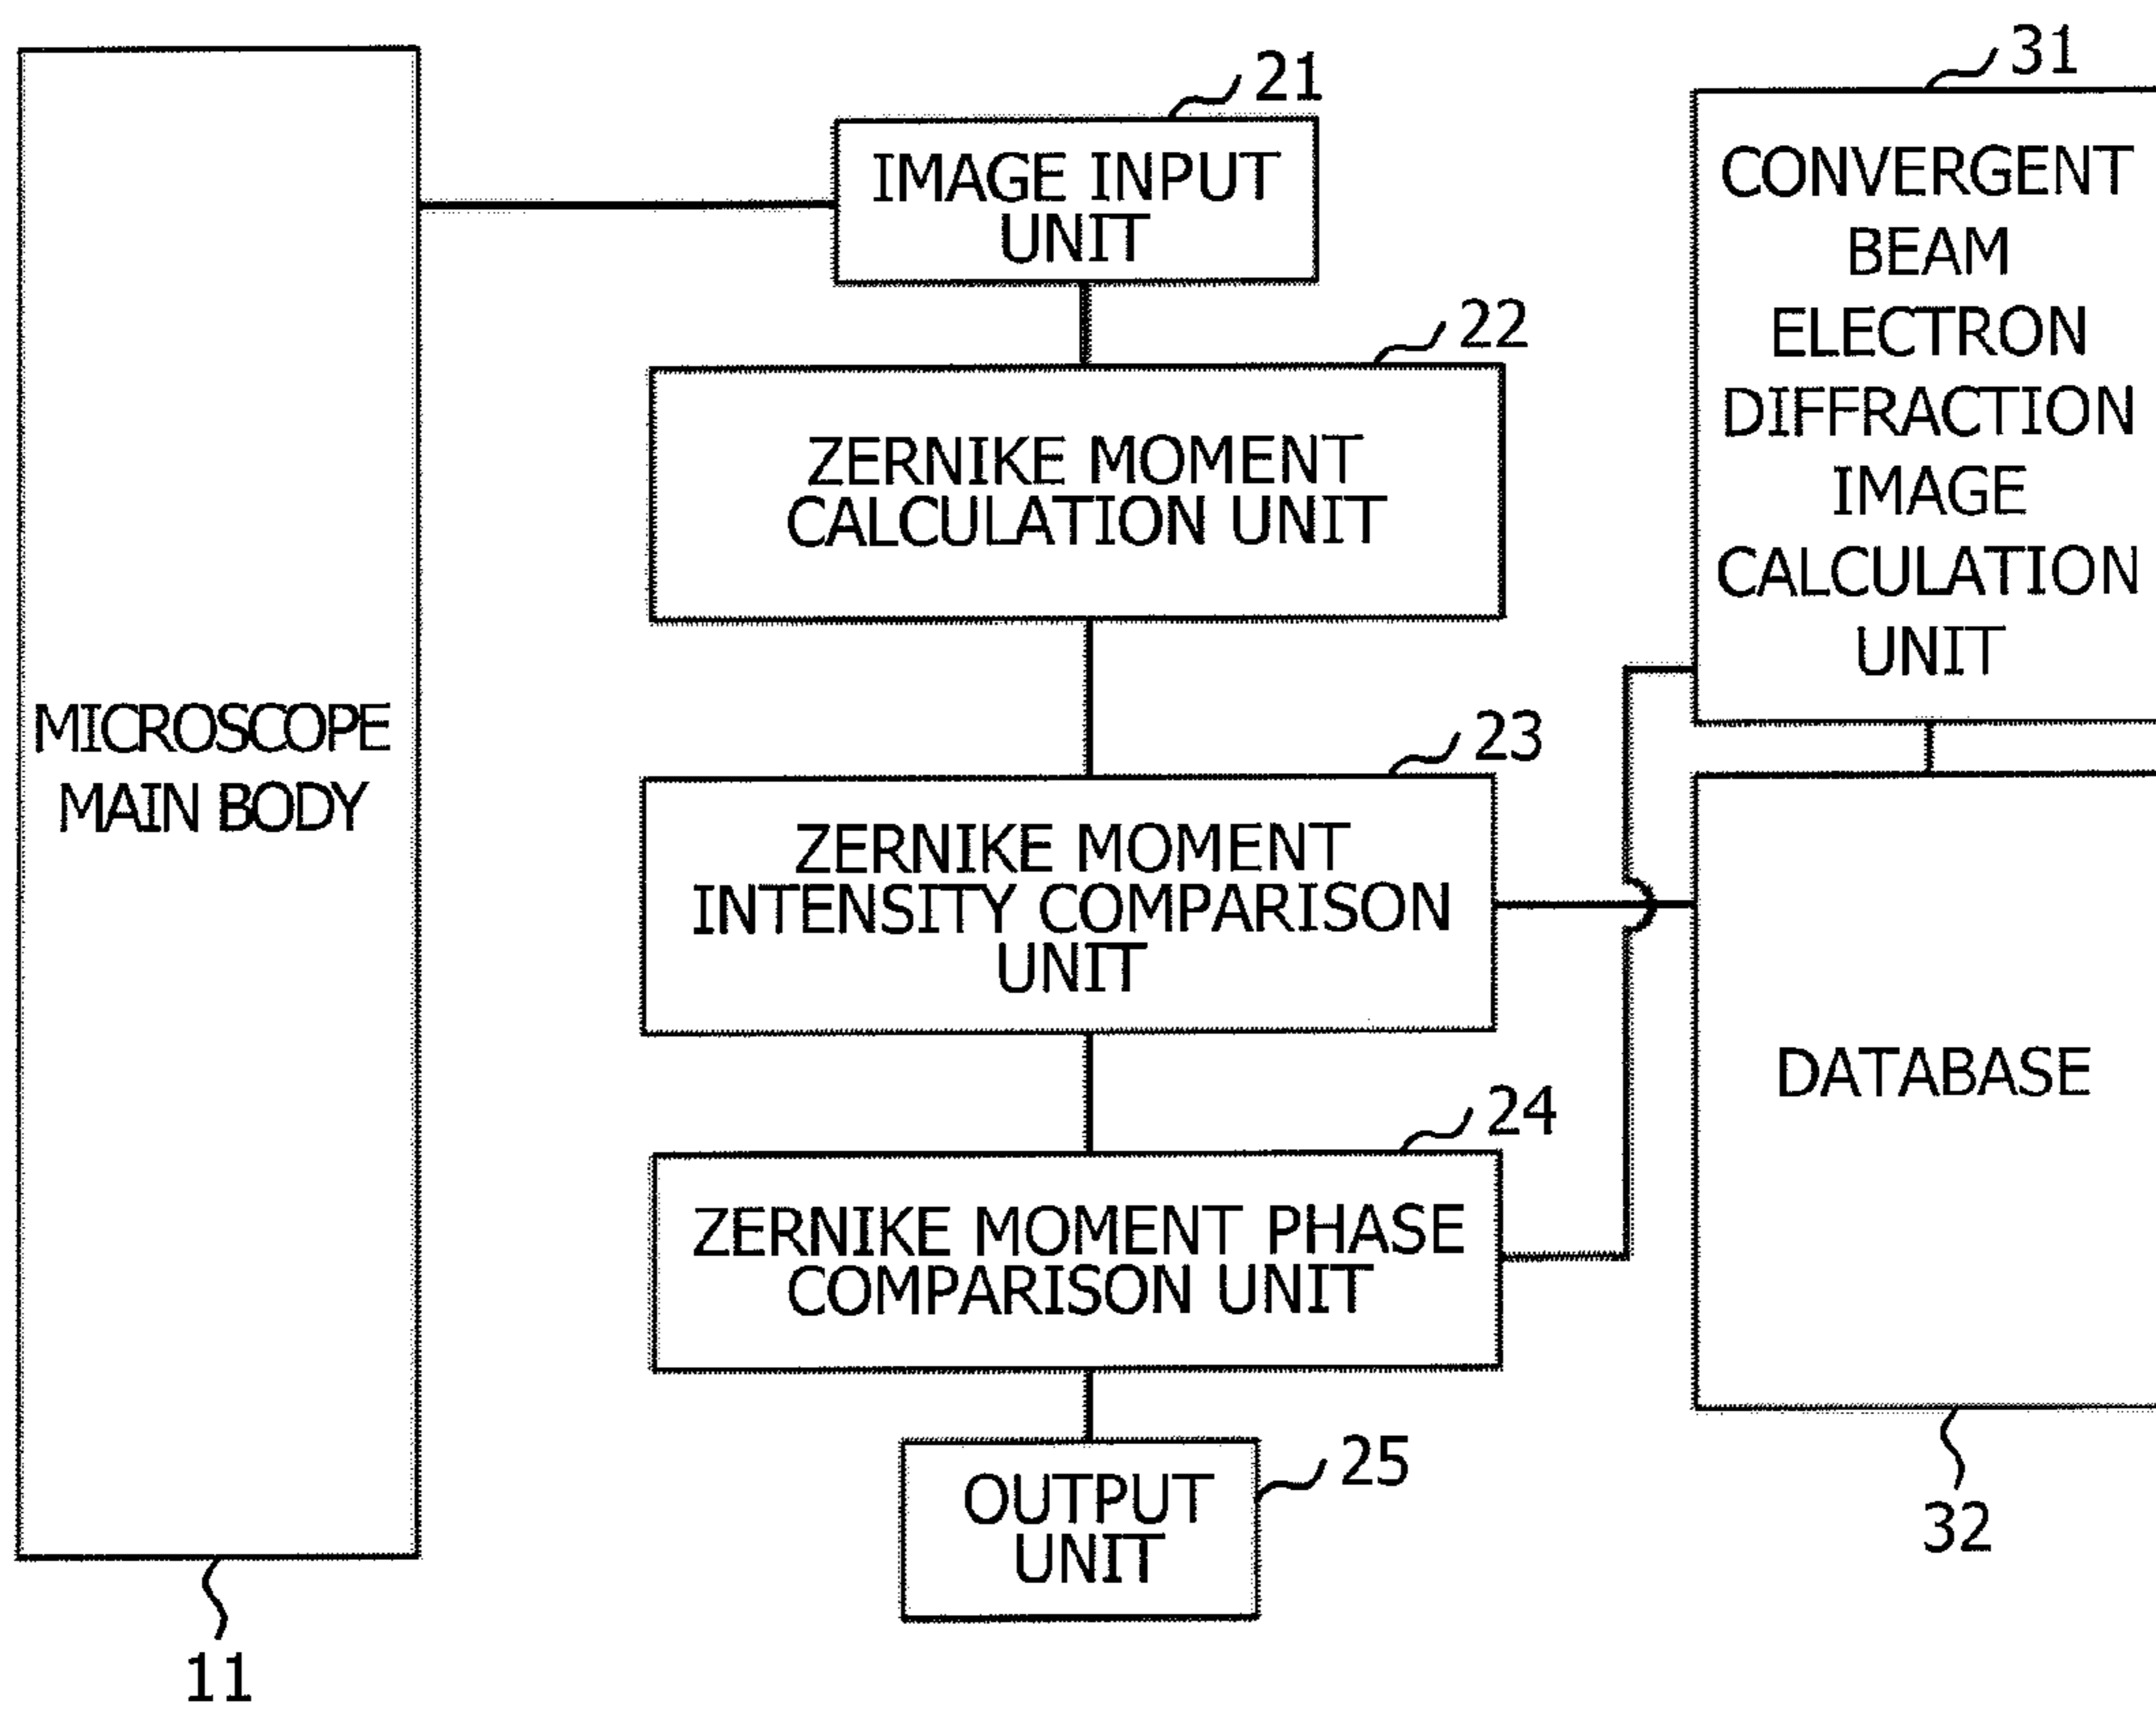 MICROSCOPE
MAIN BODY
11
21
IMAGE INPUT
UNIT
22
ZERNIKE MOMENT
CALCULATION UNIT
23
ZERNIKE MOMENT
INTENSITY COMPARISON
UNIT
24
ZERNIKE MOMENT PHASE
COMPARISON UNIT
25
OUTPUT
UNIT
31
CONVERGENT
BEAM
ELECTRON
DIFFRACTION
IMAGE
CALCULATION
UNIT
DATABASE
32